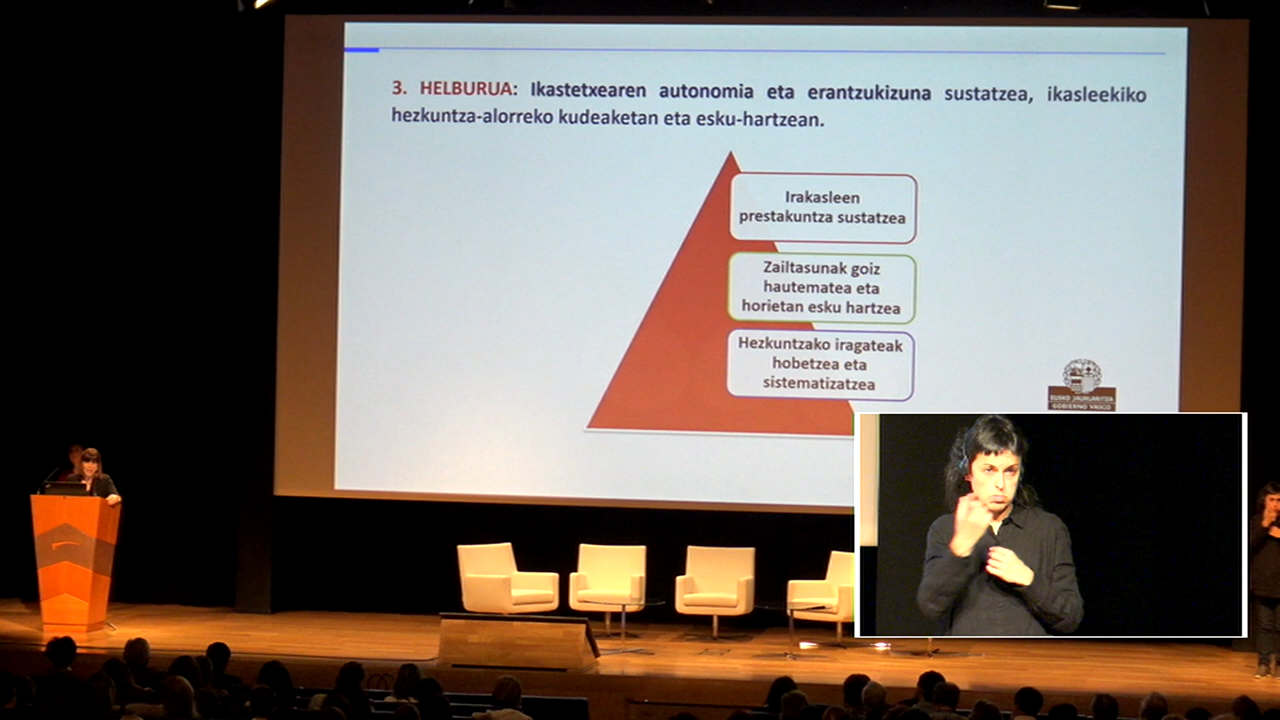 3. HELBURUA: Ikastetxearen autonomia eta erantzukizuna sustatzea, ikasleekiko
hezkuntza-alorreko kudeaketan eta esku-hartzean.
Irakasleen
prestakuntza sustatzea
Zailtasunak goiz
hautematea eta
horietan esku hartzea
Hezkuntzako iragateak
hobetzea eta
sistematizatzea
EUSKO JAURLARITZA
GOBIERNO VASCO